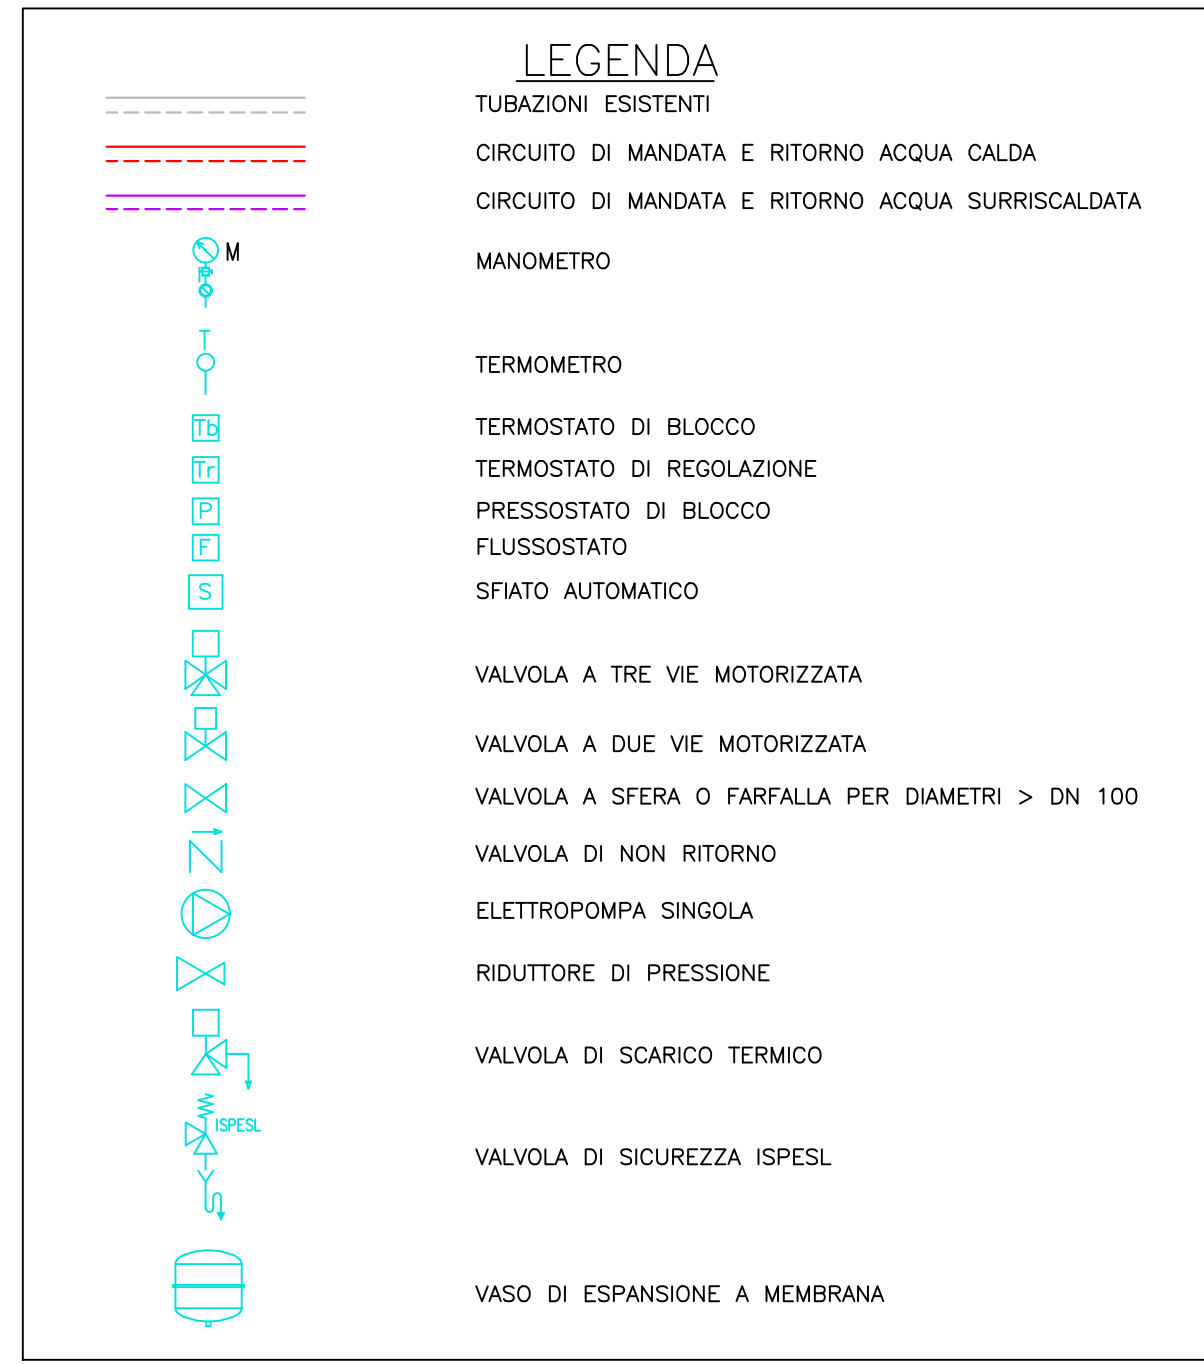 LEGENDA
TUBAZIONI ESISTENTI
CIRCUITO DI MANDATA E RITORNO ACQUA CALDA
CIRCUITO DI MANDATA E RITORNO ACQUA SURRISCALDATA
M MANOMETRO
T
TERMOMETRO
Tb TERMOSTATO DI BLOCCO
Tr TERMOSTATO DI REGOLAZIONE
P PRESSOSTATO DI BLOCCO
F FLUSSOSTATO
S SFIATO AUTOMATICO
VALVOLA A TRE VIE MOTORIZZATA
VALVOLA A DUE VIE MOTORIZZATA
VALVOLA A SFERA O FARFALLA PER DIAMETRI > DN 100
VALVOLA DI NON RITORNO
ELETTROPOMPA SINGOLA
RIDUTTORE DI PRESSIONE
VALVOLA DI SCARICO TERMICO
ISPESL
VALVOLA DI SICUREZZA ISPESL
VASO DI ESPANSIONE A MEMBRANA